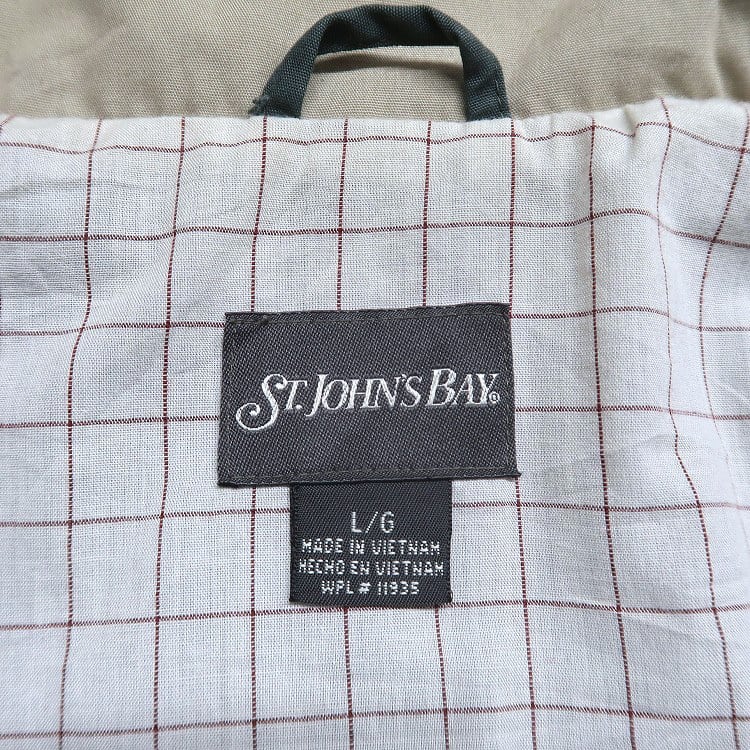 ST. JOHN'S BAY®
L/G
MADE IN VIETNAM
HECHO EN VIETNAM
WPL # 11935